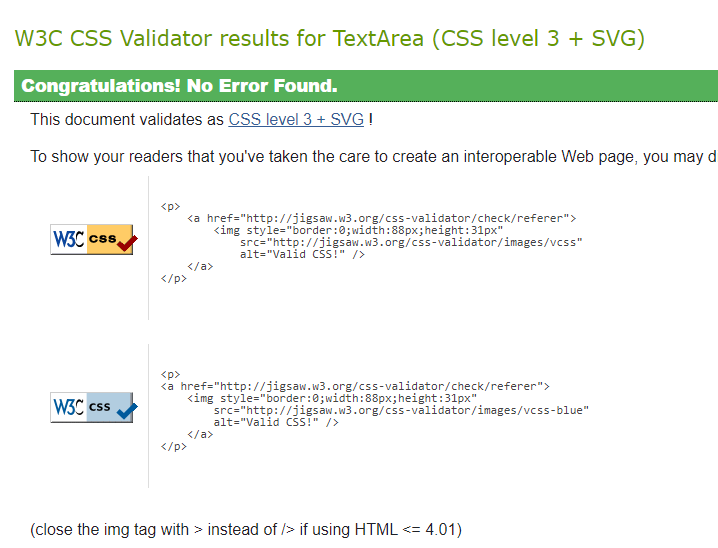 W3C CSS Validator results for TextArea (CSS level 3 + SVG)
Congratulations! No Error Found.
This document validates as CSS level 3 + SVG !
To show your readers that you've taken the care to create an interoperable Web page, you may d
W3C css
<p>
<a href="http://jigsaw.w3.org/css-validator/check/referer">
<img style="border:0;width:88px;height:31px"
src="http://jigsaw.w3.org/css-validator/images/vcss"
alt="Valid CSS!" />
</a>
</p>
W3C css
<p>
<a href="http://jigsaw.w3.org/css-validator/check/referer">
<img style="border:0;width:88px;height:31px"
src="http://jigsaw.w3.org/css-validator/images/vcss-blue"
alt="Valid CSS!" />
</a>
</p>
(close the img tag with > instead of /> if using HTML <= 4.01)